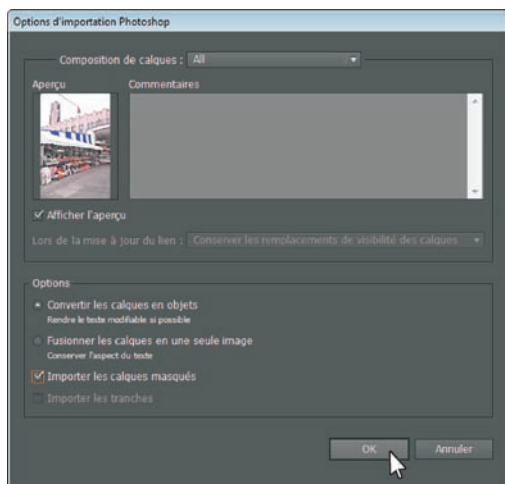 Options d'importation Photoshop
Composition de calques : All
Aperçu
Commentaires
Afficher l'aperçu
Lors de la mise à jour du lien : Conserver les remplacements de visibilité des calques
Options
Convertir les calques en objets
Rendre le texte modifiable si possible
Fusionner les calques en une seule image
Conserver l'aspect du texte
Importer les calques masqués
Importer les tranches
OK
Annuler